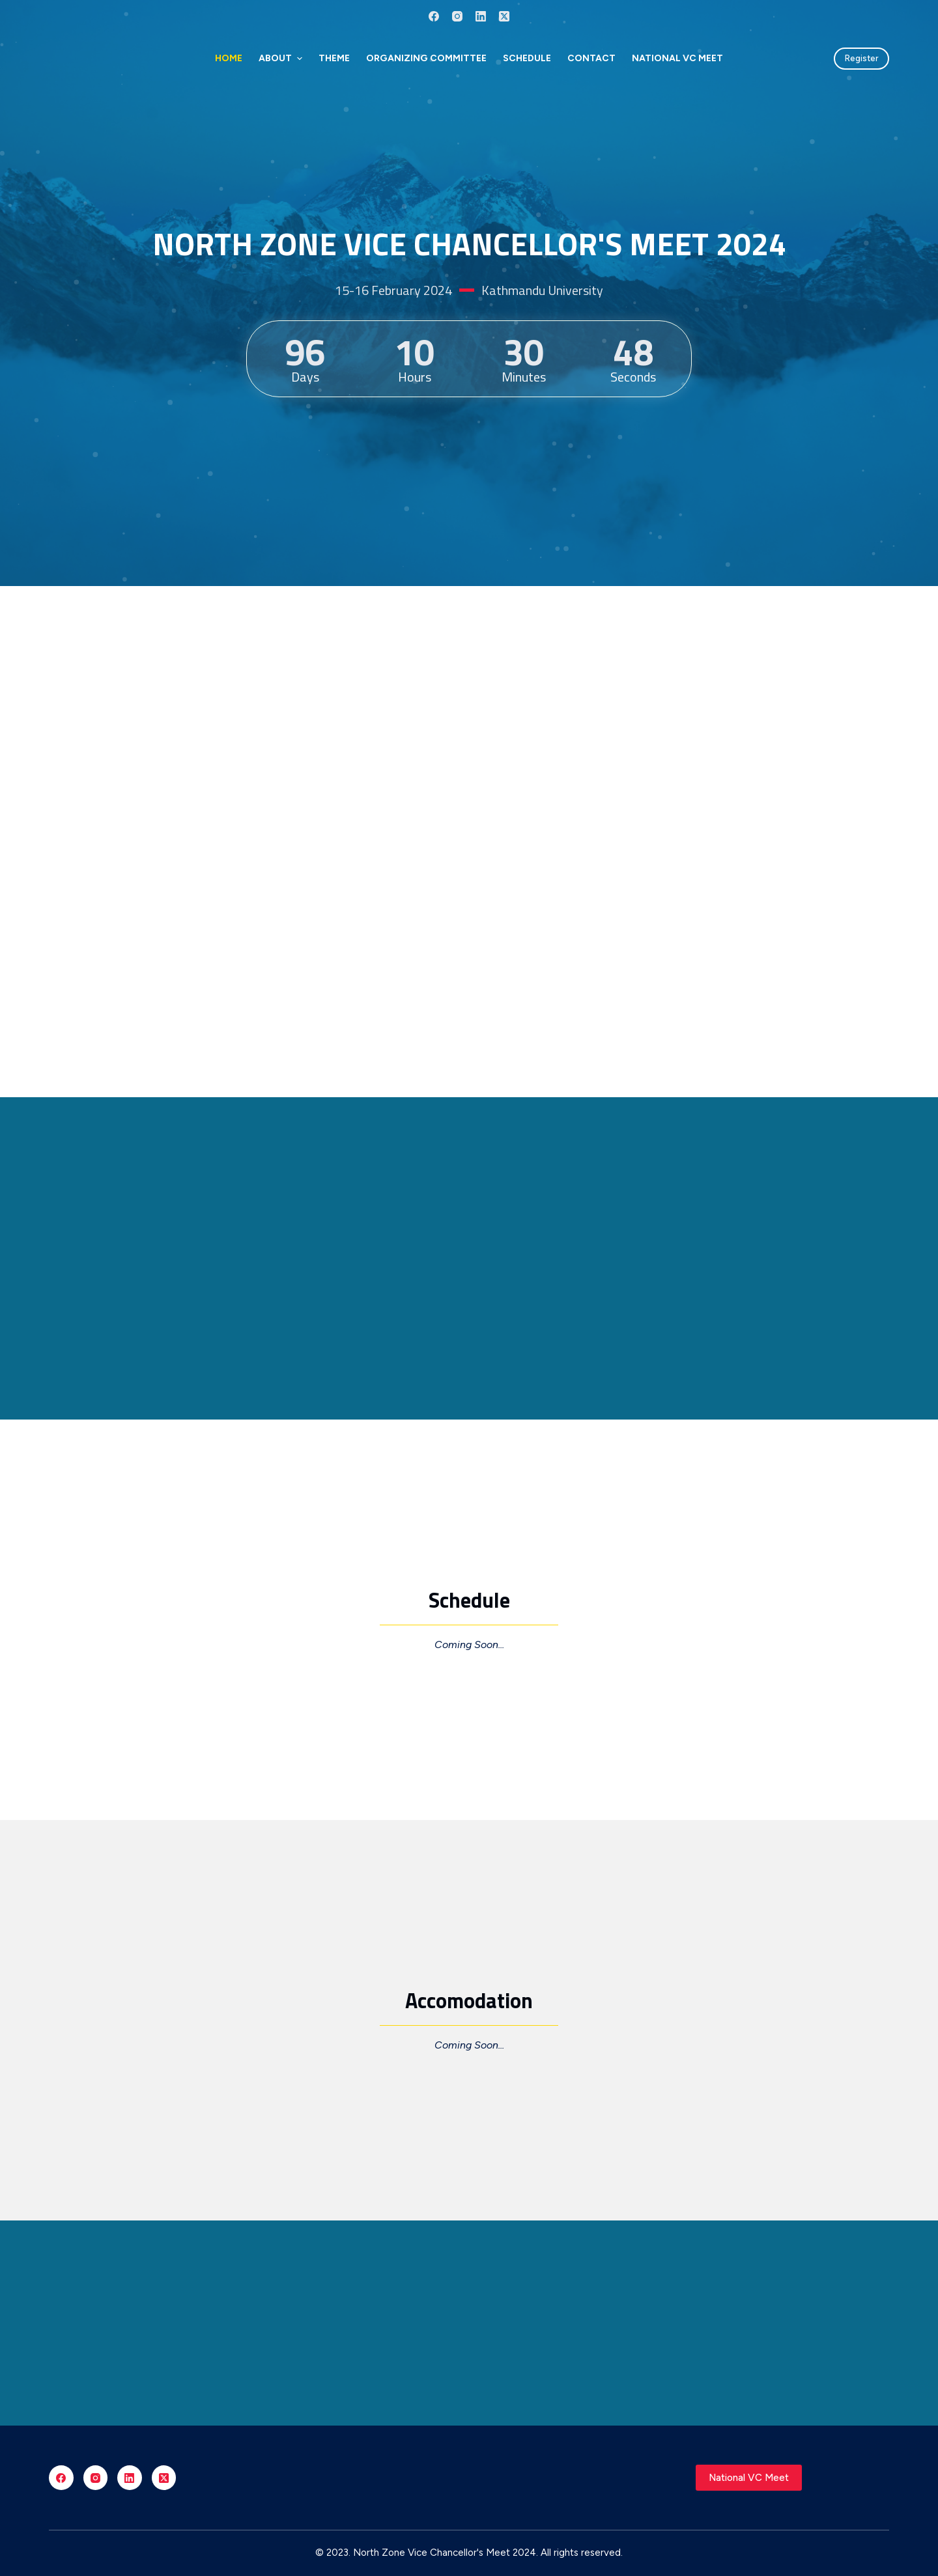 HOME ABOUT THEME ORGANIZING COMMITTEE SCHEDULE CONTACT NATIONAL VC MEET Register
NORTH ZONE VICE CHANCELLOR'S MEET 2024
15-16 February 2024 Kathmandu University
96 10 30 48
Days Hours Minutes Seconds
Schedule
Coming Soon...
Accomodation
Coming Soon...
National VC Meet
© 2023. North Zone Vice Chancellor's Meet 2024. All rights reserved.